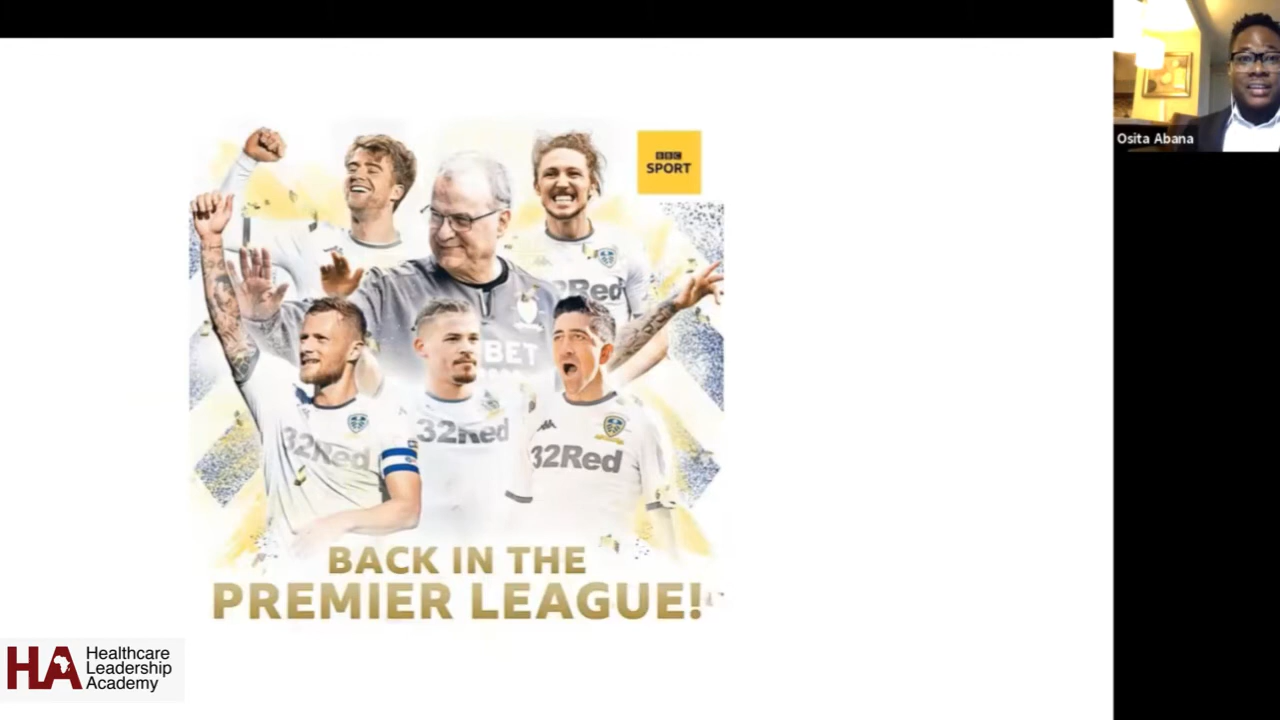 BBC
SPORT
Osita Abana
32Red
BET
32Red
32Red
32Red
BACK IN THE
PREMIER LEAGUE!
HA
Healthcare
Leadership
Academy